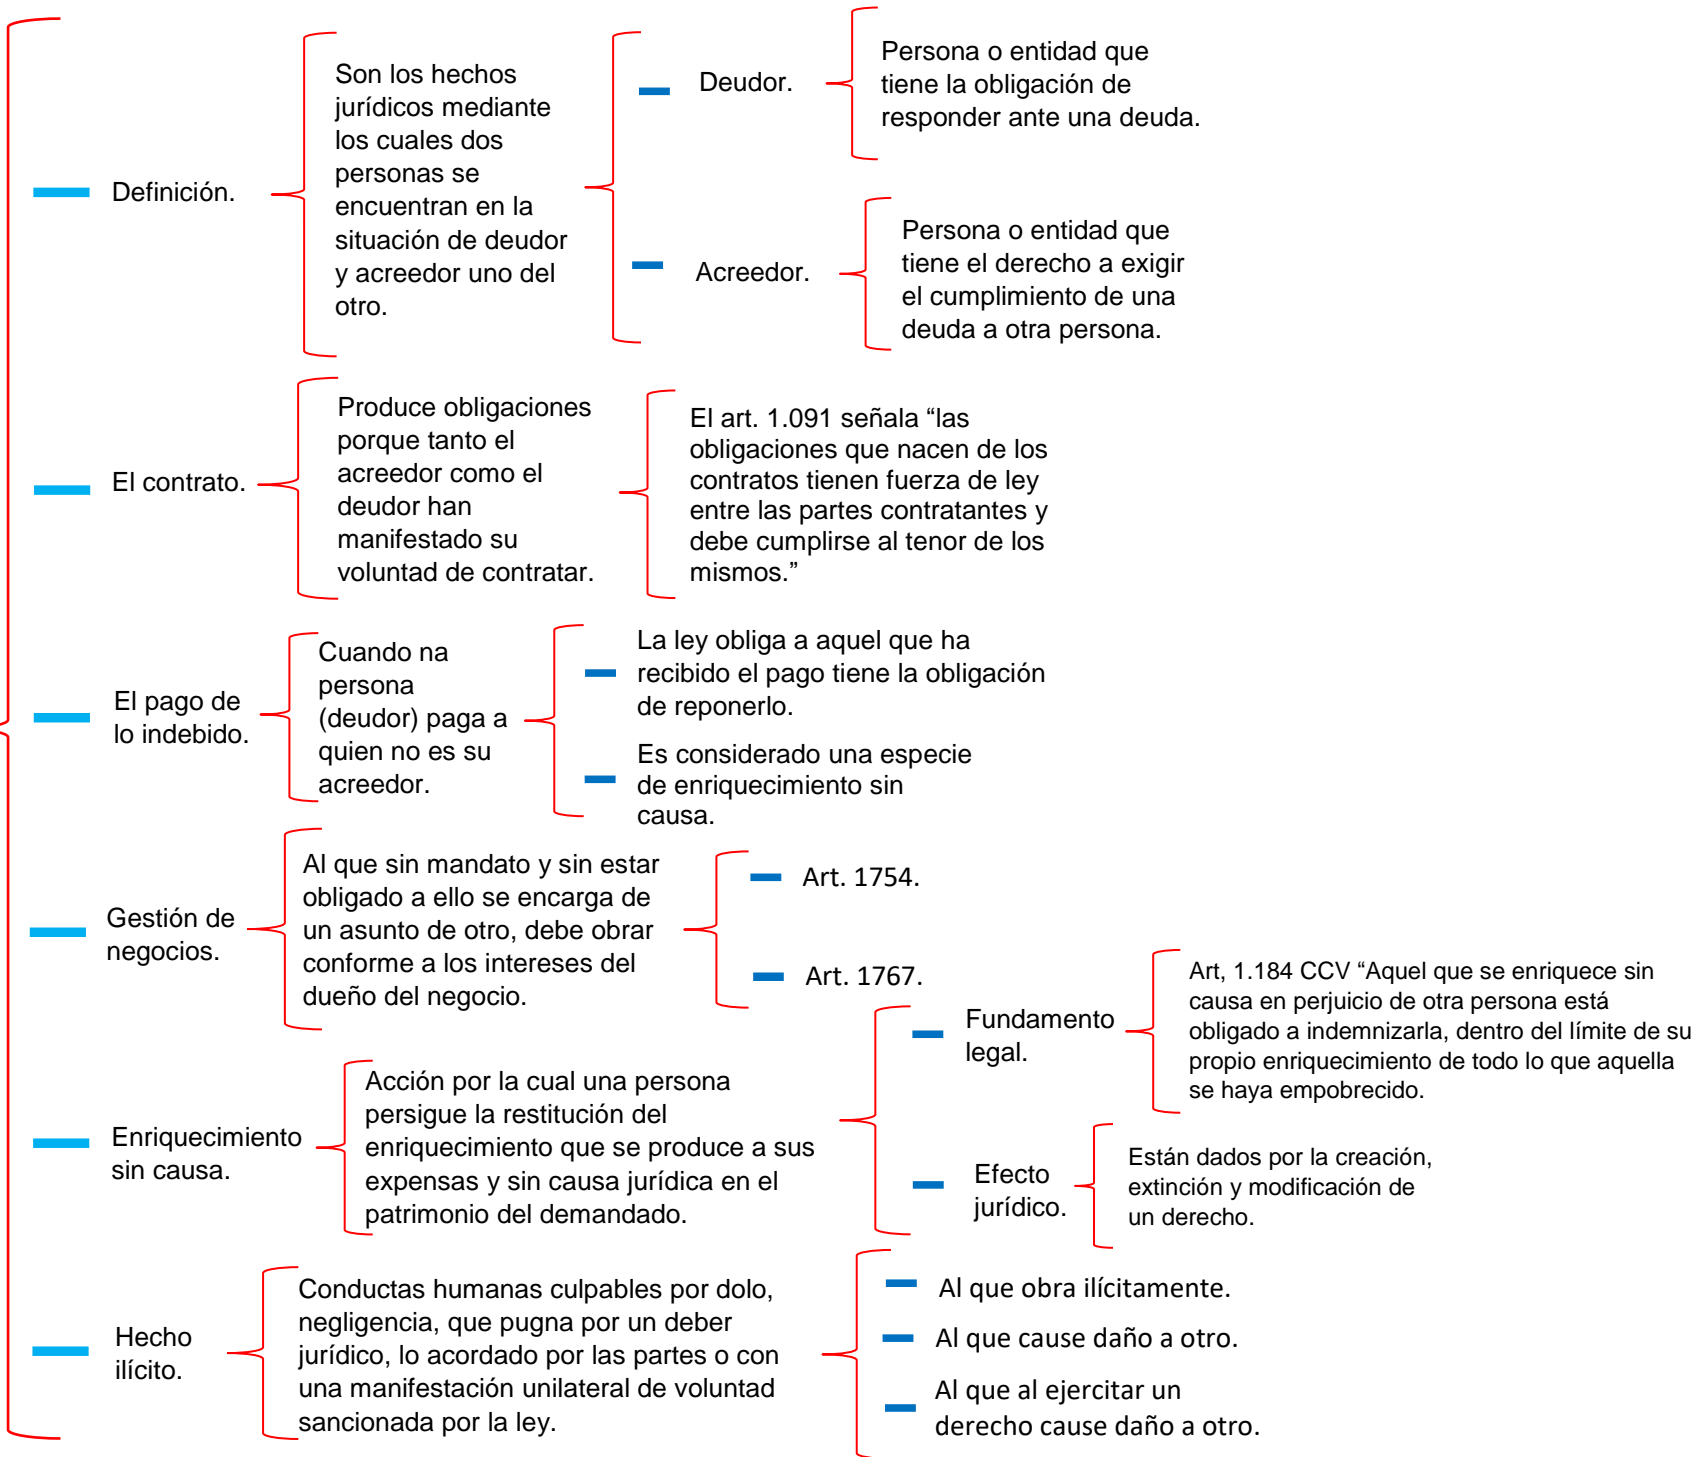 Definición.
Son los hechos
jurídicos mediante
los cuales dos
personas se
encuentran en la
situación de deudor
y acreedor uno del
otro.
Deudor.
Persona o entidad que
tiene la obligación de
responder ante una deuda.
Acreedor.
Persona o entidad que
tiene el derecho a exigir
el cumplimiento de una
deuda a otra persona.
El contrato.
Produce obligaciones
porque tanto el
acreedor como el
deudor han
manifestado su
voluntad de contratar.
El art. 1.091 señala “las
obligaciones que nacen de los
contratos tienen fuerza de ley
entre las partes contratantes y
debe cumplirse al tenor de los
mismos.”
El pago de
lo indebido.
Cuando na
persona
(deudor) paga a
quien no es su
acreedor.
La ley obliga a aquel que ha
recibido el pago tiene la obligación
de reponerlo.
Es considerado una especie
de enriquecimiento sin
causa.
Gestión de
negocios.
Al que sin mandato y sin estar
obligado a ello se encarga de
un asunto de otro, debe obrar
conforme a los intereses del
dueño del negocio.
Art. 1754.
Art. 1767.
Enriquecimiento
sin causa.
Acción por la cual una persona
persigue la restitución del
enriquecimiento que se produce a sus
expensas y sin causa jurídica en el
patrimonio del demandado.
Fundamento
legal.
Art, 1.184 CCV “Aquel que se enriquece sin
causa en perjuicio de otra persona está
obligado a indemnizarla, dentro del límite de su
propio enriquecimiento de todo lo que aquella
se haya empobrecido.
Efecto
jurídico.
Están dados por la creación,
extinción y modificación de
un derecho.
Hecho
ilícito.
Conductas humanas culpables por dolo,
negligencia, que pugna por un deber
jurídico, lo acordado por las partes o con
una manifestación unilateral de voluntad
sancionada por la ley.
Al que obra ilícitamente.
Al que cause daño a otro.
Al que al ejercitar un
derecho cause daño a otro.